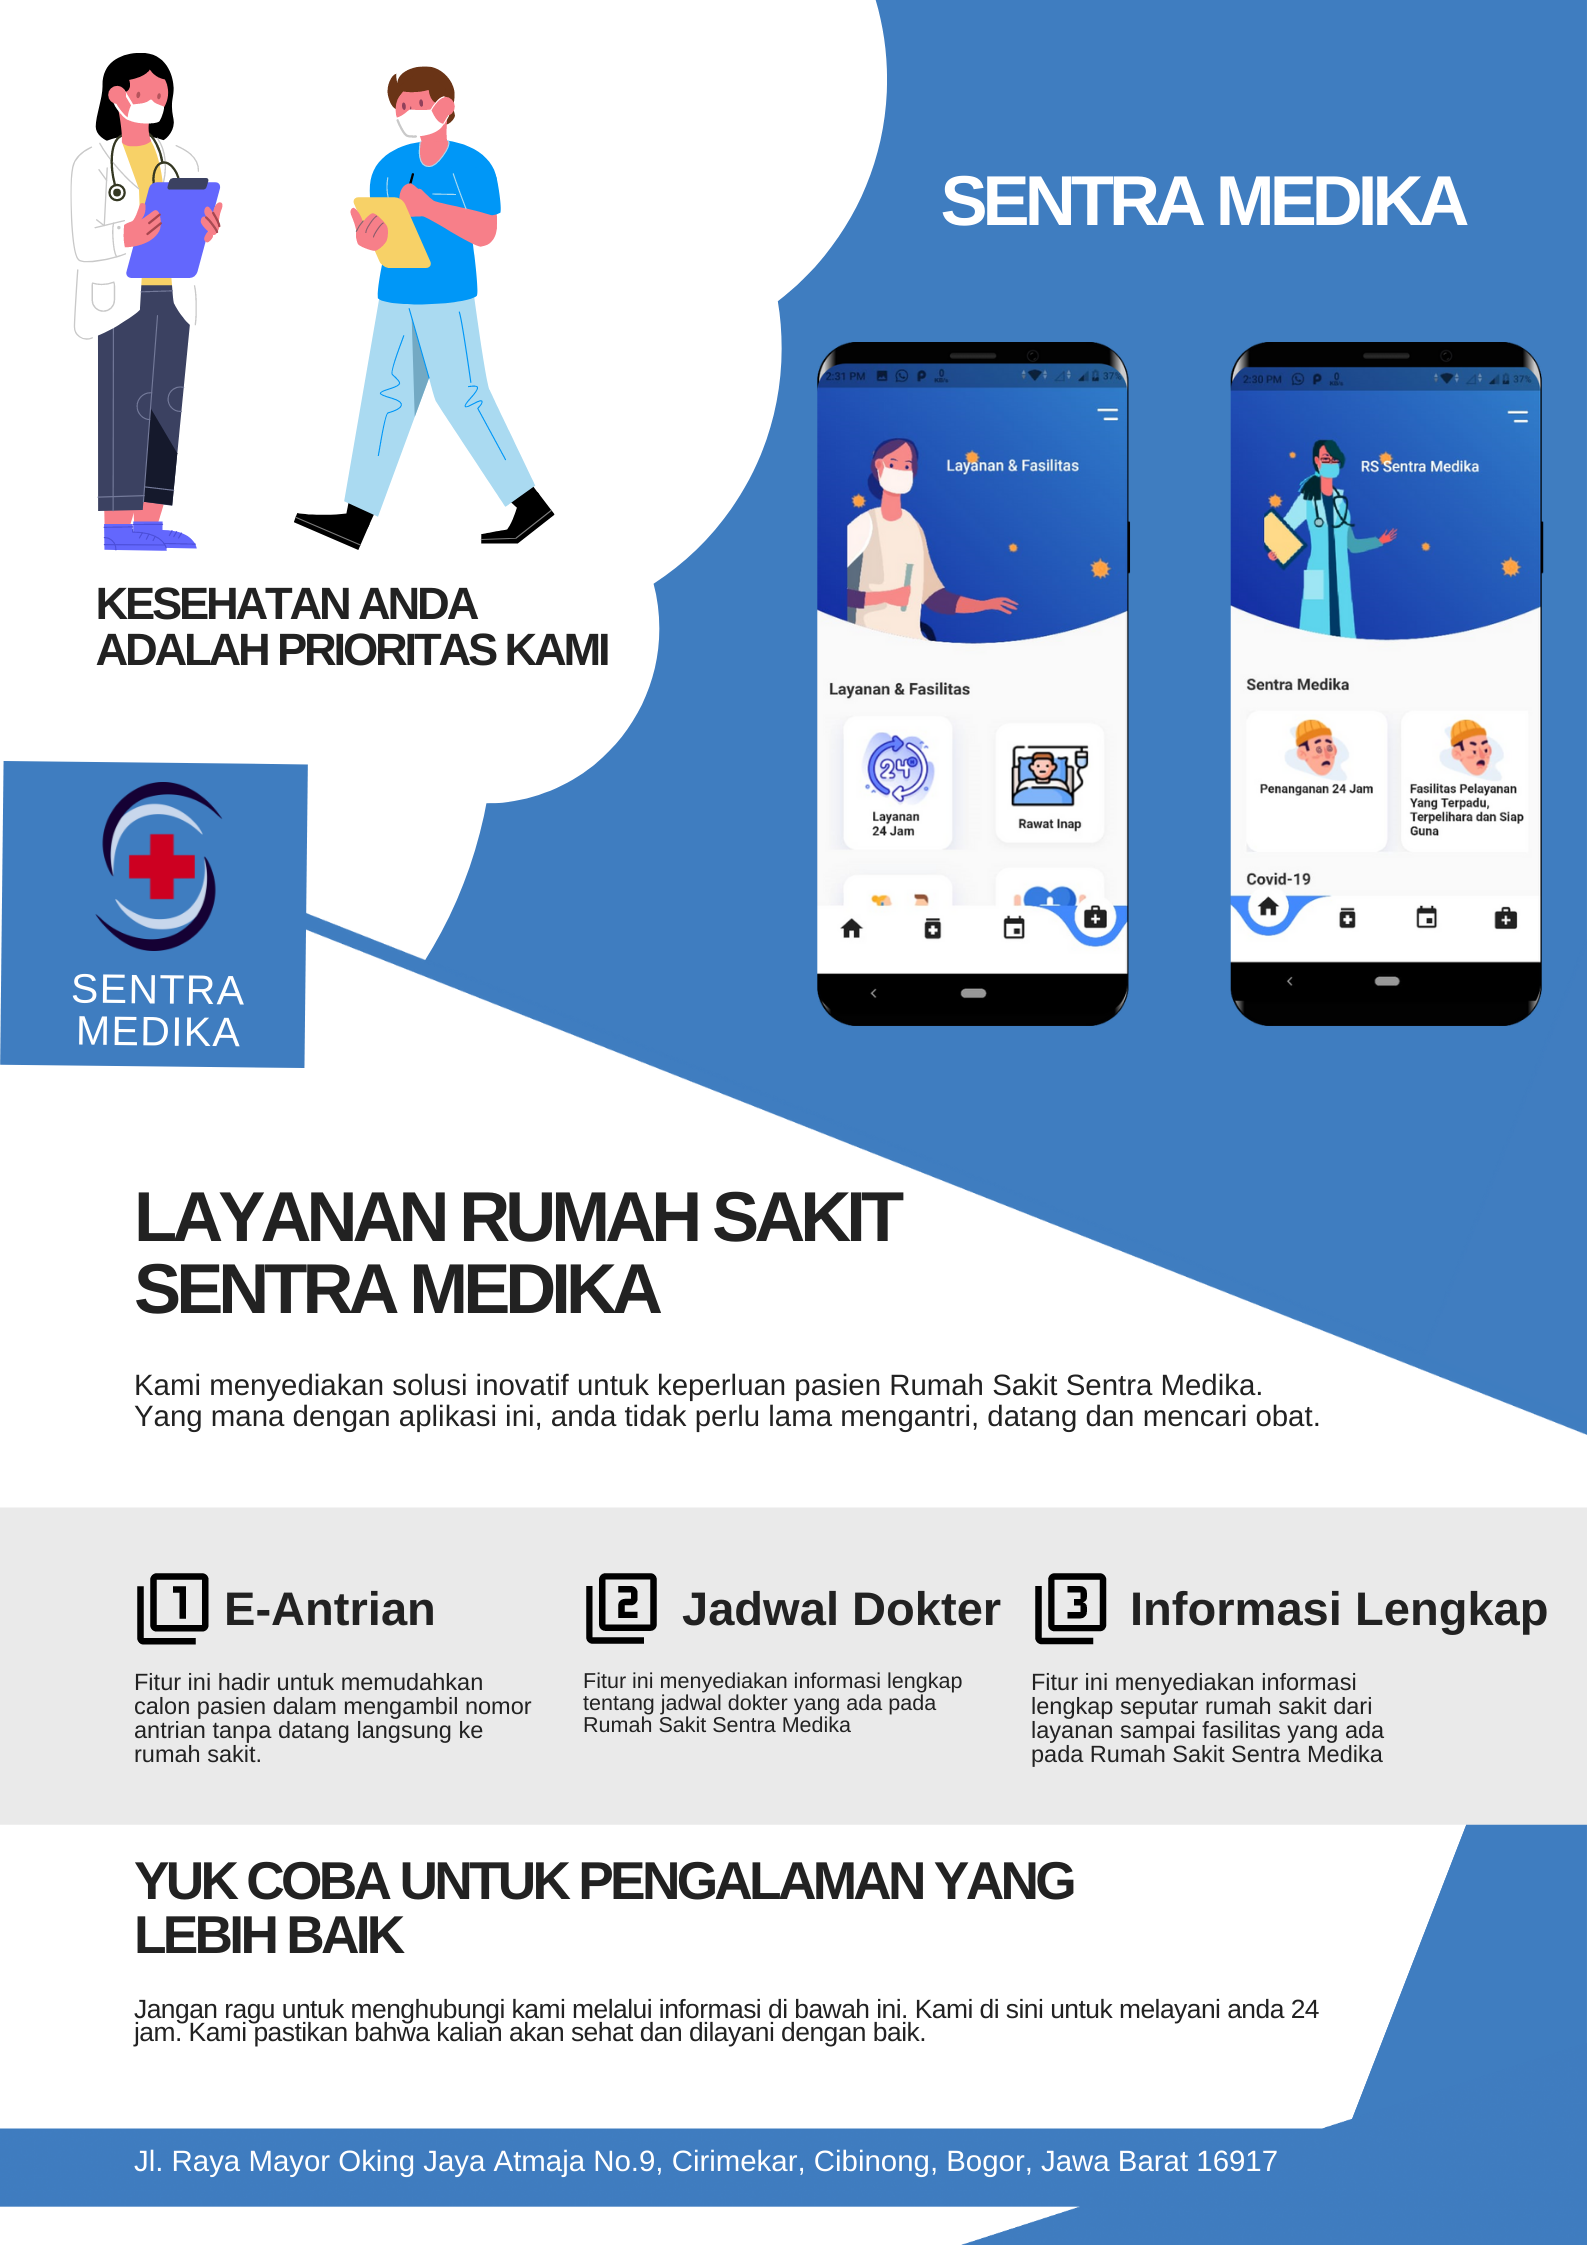 SENTRA MEDIKA
KESEHATAN ANDA
ADALAH PRIORITAS KAMI
SENTRA
MEDIKA
2:31 PM
37%
Layanan & Fasilitas
Layanan & Fasilitas
24
Layanan
24 Jam
Rawat Inap
2:30 PM
37%
RS Sentra Medika
Sentra Medika
Penanganan 24 Jam
Fasilitas Pelayanan
Yang Terpadu,
Terpelihara dan Siap
Guna
Covid-19
LAYANAN RUMAH SAKIT
SENTRA MEDIKA
Kami menyediakan solusi inovatif untuk keperluan pasien Rumah Sakit Sentra Medika.
Yang mana dengan aplikasi ini, anda tidak perlu lama mengantri, datang dan mencari obat.
1 E-Antrian
Fitur ini hadir untuk memudahkan
calon pasien dalam mengambil nomor
antrian tanpa datang langsung ke
rumah sakit.
2 Jadwal Dokter
Fitur ini menyediakan informasi lengkap
tentang jadwal dokter yang ada pada
Rumah Sakit Sentra Medika
3 Informasi Lengkap
Fitur ini menyediakan informasi
lengkap seputar rumah sakit dari
layanan sampai fasilitas yang ada
pada Rumah Sakit Sentra Medika
YUK COBA UNTUK PENGALAMAN YANG
LEBIH BAIK
Jangan ragu untuk menghubungi kami melalui informasi di bawah ini. Kami di sini untuk melayani anda 24
jam. Kami pastikan bahwa kalian akan sehat dan dilayani dengan baik.
Jl. Raya Mayor Oking Jaya Atmaja No.9, Cirimekar, Cibinong, Bogor, Jawa Barat 16917